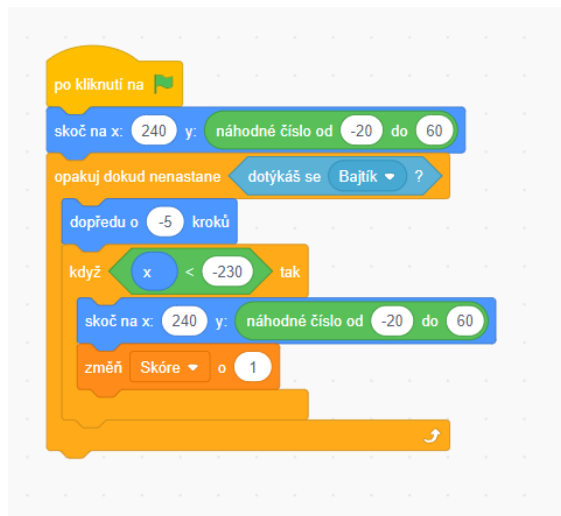 po kliknutí na
skoč na x: 240 y: náhodné číslo od -20 do 60
opakuj dokud nenastane dotýkáš se Bajtík ?
dopředu o -5 kroků
když x < -230 tak
skoč na x: 240 y: náhodné číslo od -20 do 60
změň Skóre o 1